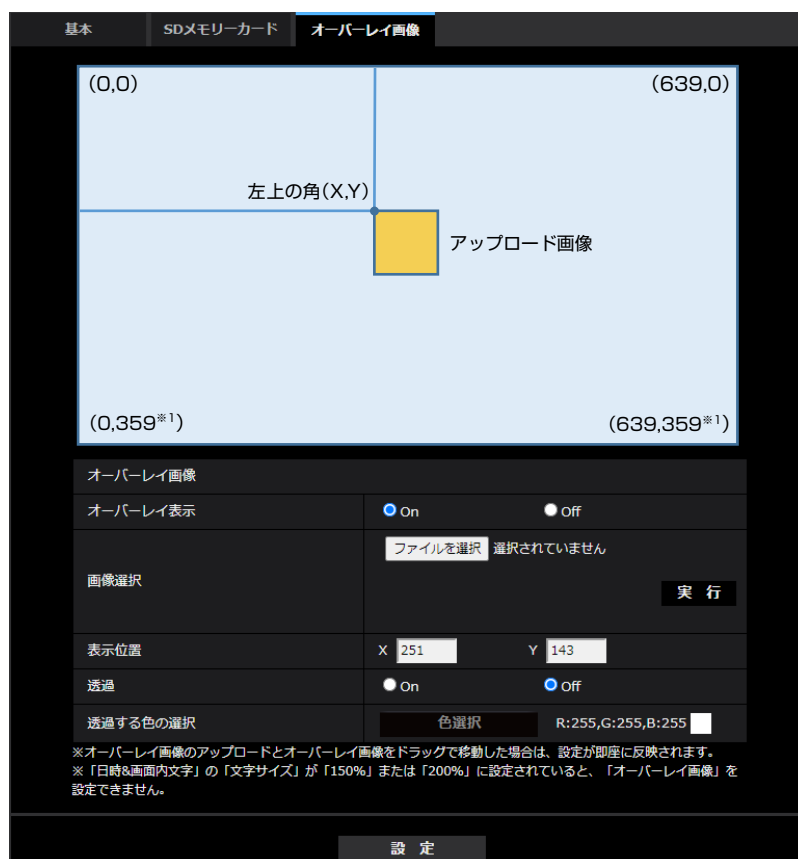 基本 SDメモリーカード オーバーレイ画像
(0,0) (639,0)
左上の角(X,Y)
アップロード画像
(0,359※1) (639,359※1)
オーバーレイ画像
オーバーレイ表示 On Off
ファイルを選択 選択されていません
画像選択
実 行
表示位置 X 251 Y 143
透過 On Off
透過する色の選択 色選択 R:255,G:255,B:255
※オーバーレイ画像のアップロードとオーバーレイ画像をドラッグで移動した場合は、設定が即座に反映されます。
※「日時&画面内文字」の「文字サイズ」が「150%」または「200%」に設定されていると、「オーバーレイ画像」を
設定できません。
設 定